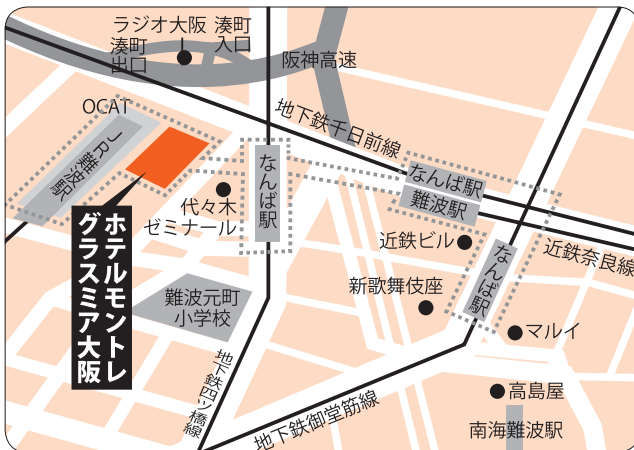 ラジオ大阪
湊町
入口
湊町
出口
阪神高速
OCAT
地下鉄千日前線
JR難波駅
なんば駅
なんば駅
難波駅
代々木
ゼミナール
近鉄ビル
近鉄奈良線
なんば駅
新歌舞伎座
ホテルモントレ
グラスミア大阪
難波元町
小学校
マルイ
地下鉄四ツ橋線
地下鉄御堂筋線
高島屋
南海難波駅